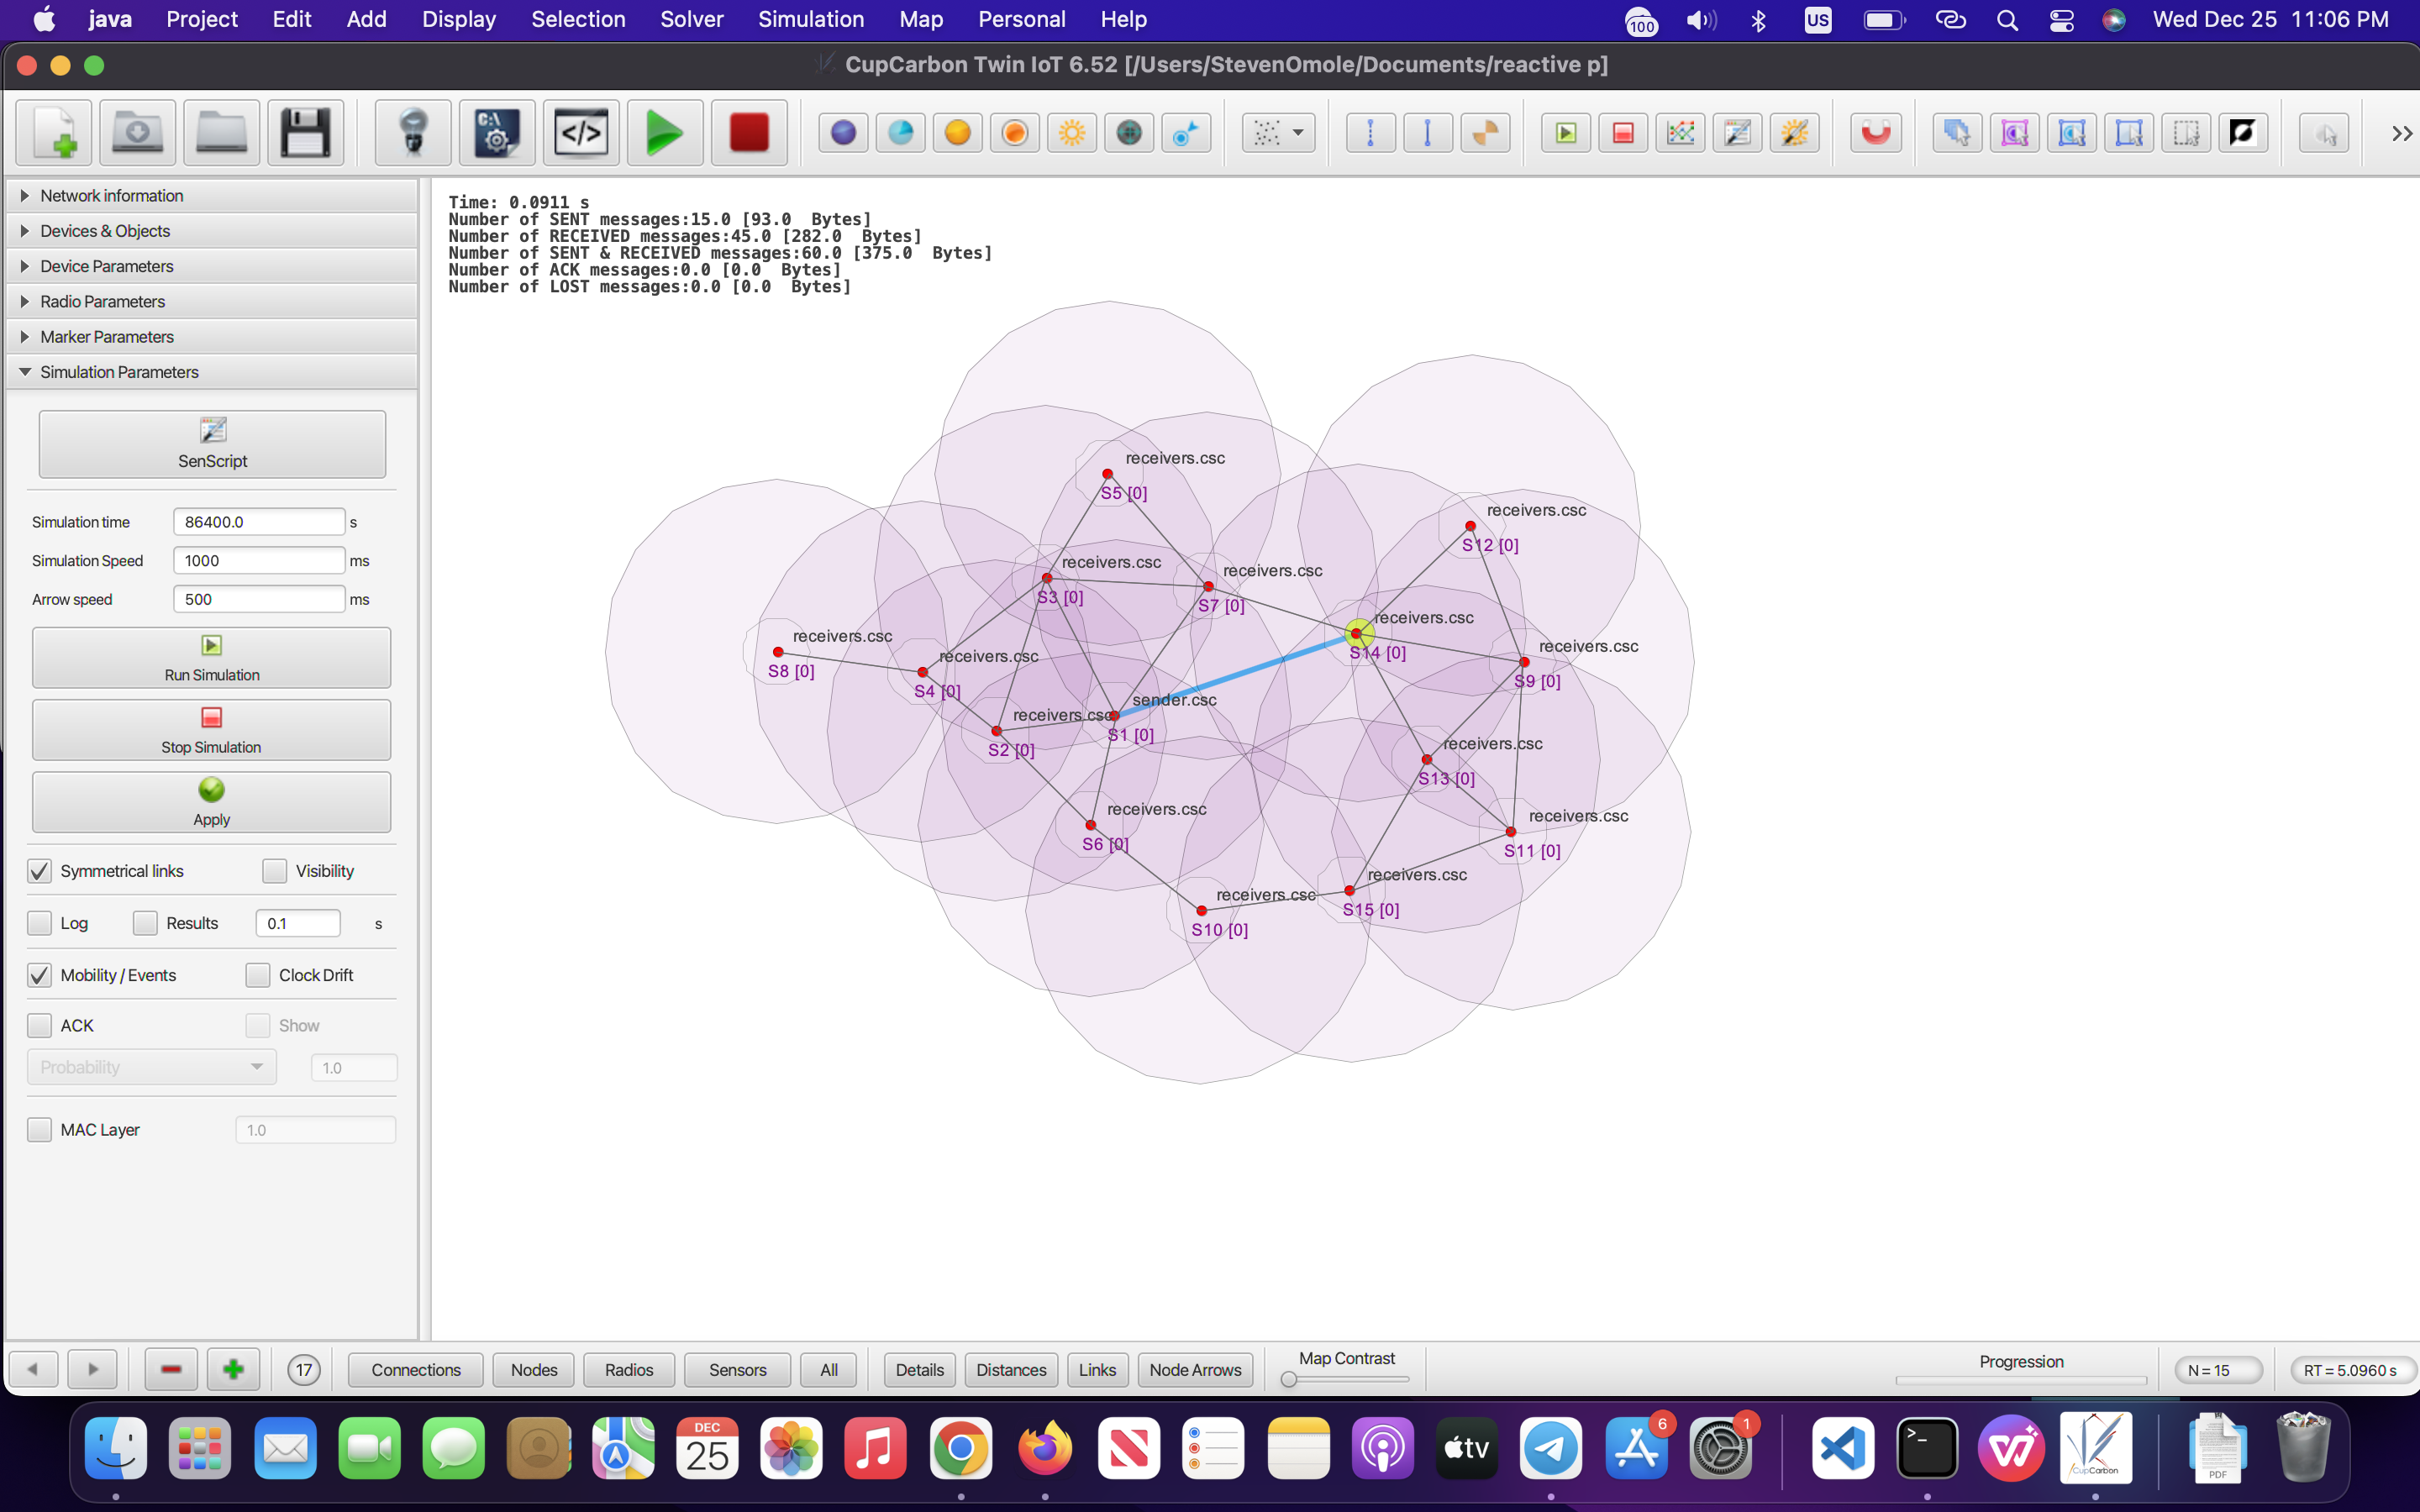 java Project Edit Add Display Selection Solver Simulation Map Personal Help 100 US Wed Dec 25 11:06 PM
CupCarbon Twin IoT 6.52 [/Users/StevenOmole/Documents/reactive p]
C:\
</>
Network information
Devices & Objects
Device Parameters
Radio Parameters
Marker Parameters
Simulation Parameters
SenScript
Simulation time 86400.0 s
Simulation Speed 1000 ms
Arrow speed 500 ms
Run Simulation
Stop Simulation
Apply
Symmetrical links Visibility
Log Results 0.1 s
Mobility / Events Clock Drift
ACK Show
Probability 1.0
MAC Layer 1.0
Time: 0.0911 s
Number of SENT messages:15.0 [93.0 Bytes]
Number of RECEIVED messages:45.0 [282.0 Bytes]
Number of SENT & RECEIVED messages:60.0 [375.0 Bytes]
Number of ACK messages:0.0 [0.0 Bytes]
Number of LOST messages:0.0 [0.0 Bytes]
receivers.csc
S5 [0]
receivers.csc
S12 [0]
receivers.csc
S3 [0]
receivers.csc
S7 [0]
receivers.csc
S14 [0]
receivers.csc
S8 [0]
receivers.csc
S4 [0]
receivers.csc
S9 [0]
sender.csc
S1 [0]
receivers.csc
S2 [0]
receivers.csc
S13 [0]
receivers.csc
S6 [0]
receivers.csc
S11 [0]
receivers.csc
S15 [0]
receivers.csc
S10 [0]
17 Connections Nodes Radios Sensors All Details Distances Links Node Arrows Map Contrast Progression N = 15 RT = 5.0960 s
DEC
25
tv
6
1
>_
CupCarbon
PDF